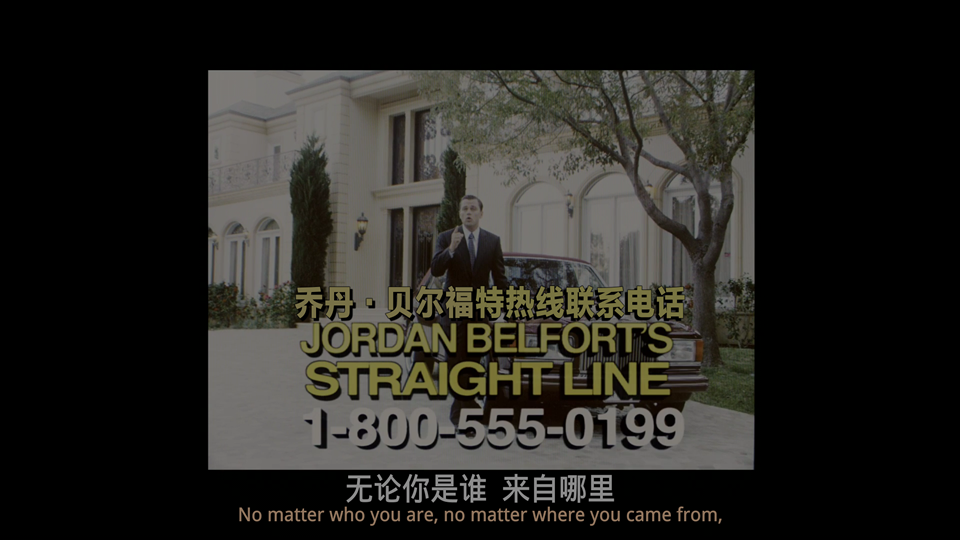 乔丹·贝尔福特热线联系电话
JORDAN BELFORT'S
STRAIGHT LINE
1-800-555-0199
无论你是谁 来自哪里
No matter who you are, no matter where you came from,